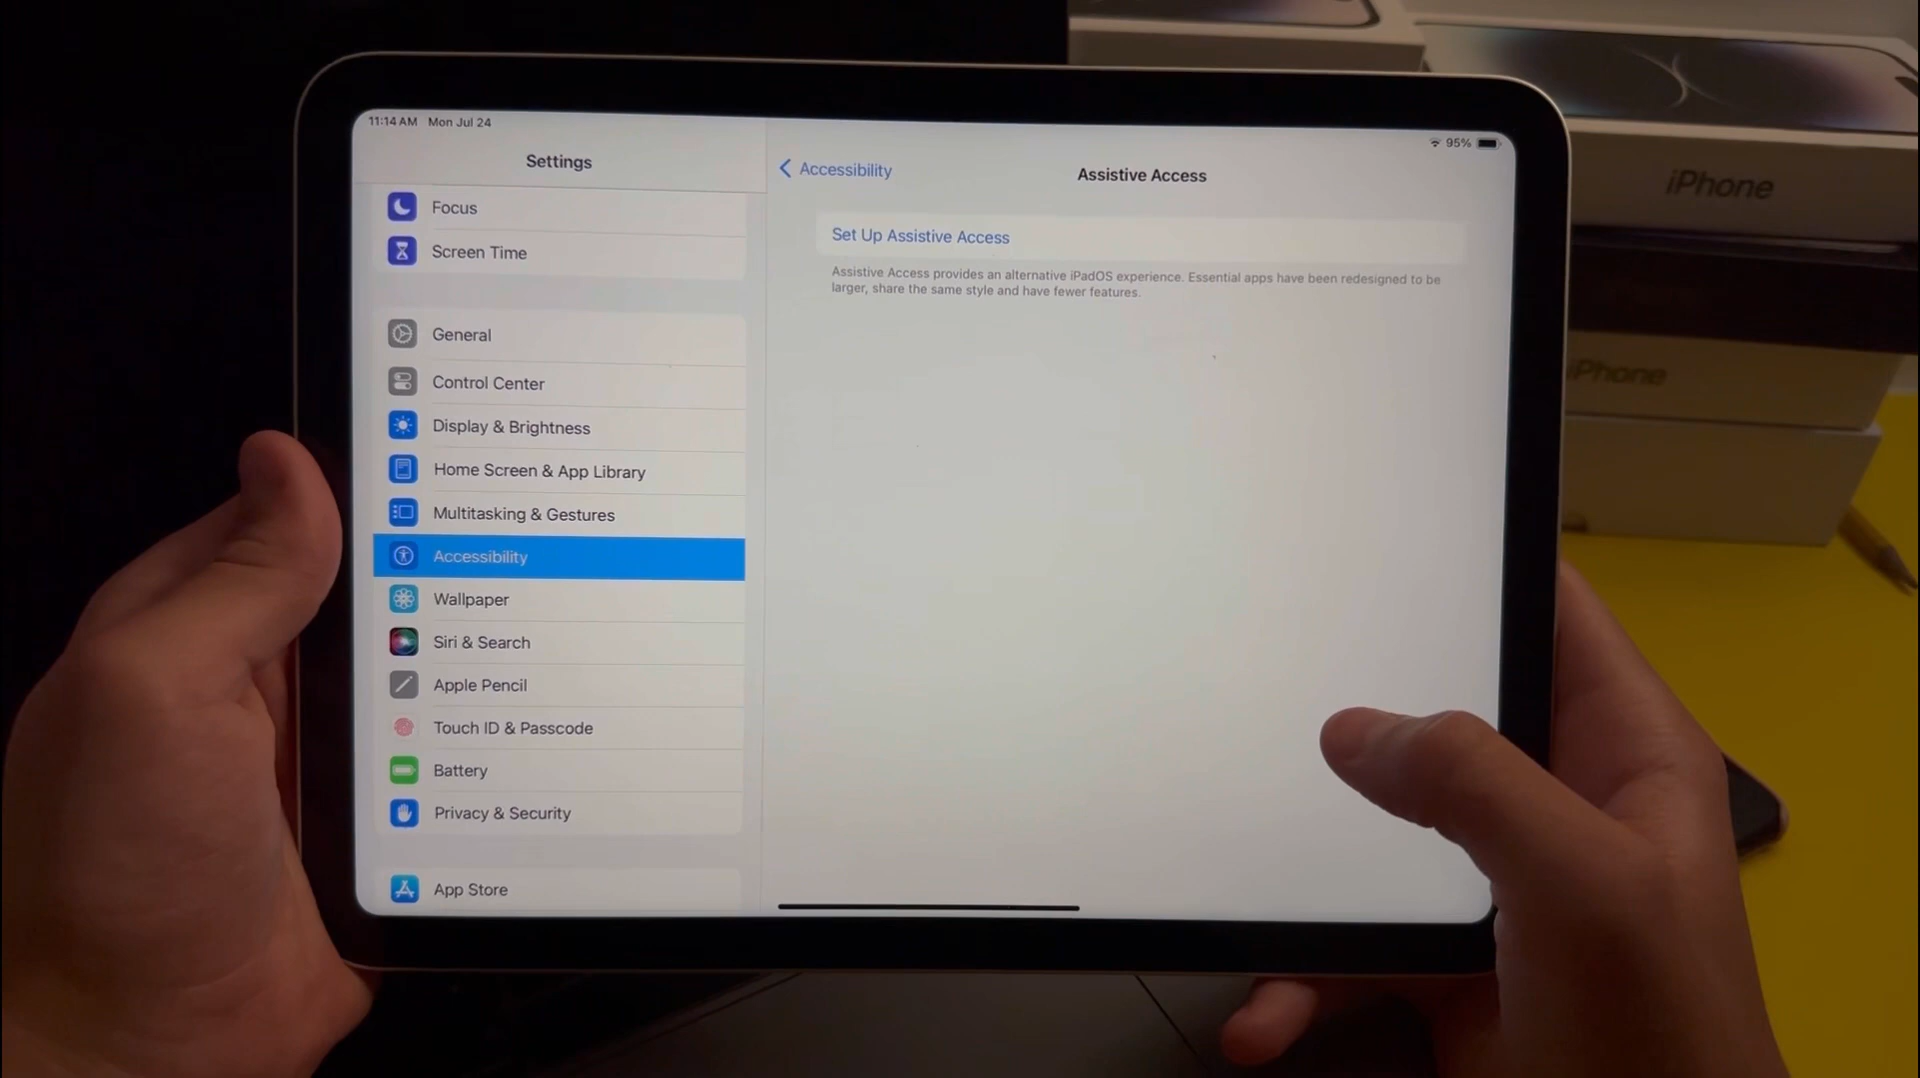 11:14 AM Mon Jul 24
95%
Settings
Focus
Screen Time
General
Control Center
Display & Brightness
Home Screen & App Library
Multitasking & Gestures
Accessibility
Wallpaper
Siri & Search
Apple Pencil
Touch ID & Passcode
Battery
Privacy & Security
App Store
Accessibility
Assistive Access
Set Up Assistive Access
Assistive Access provides an alternative iPadOS experience. Essential apps have been redesigned to be
larger, share the same style and have fewer features.
iPhone
iPhone